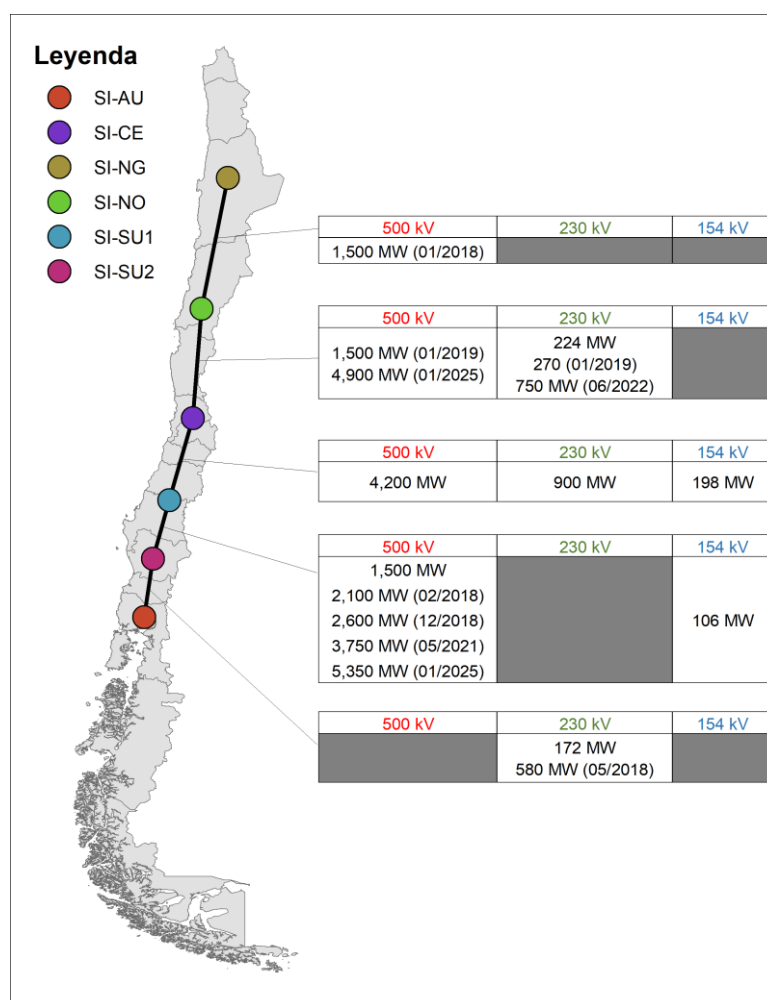 Leyenda
SI-AU
SI-CE
SI-NG
SI-NO
SI-SU1
SI-SU2
500 kV 230 kV 154 kV
1,500 MW (01/2018)
500 kV 230 kV 154 kV
1,500 MW (01/2019)
4,900 MW (01/2025)
224 MW
270 (01/2019)
750 MW (06/2022)
500 kV 230 kV 154 kV
4,200 MW 900 MW 198 MW
500 kV 230 kV 154 kV
1,500 MW
2,100 MW (02/2018)
2,600 MW (12/2018)
3,750 MW (05/2021)
5,350 MW (01/2025)
106 MW
500 kV 230 kV 154 kV
172 MW
580 MW (05/2018)